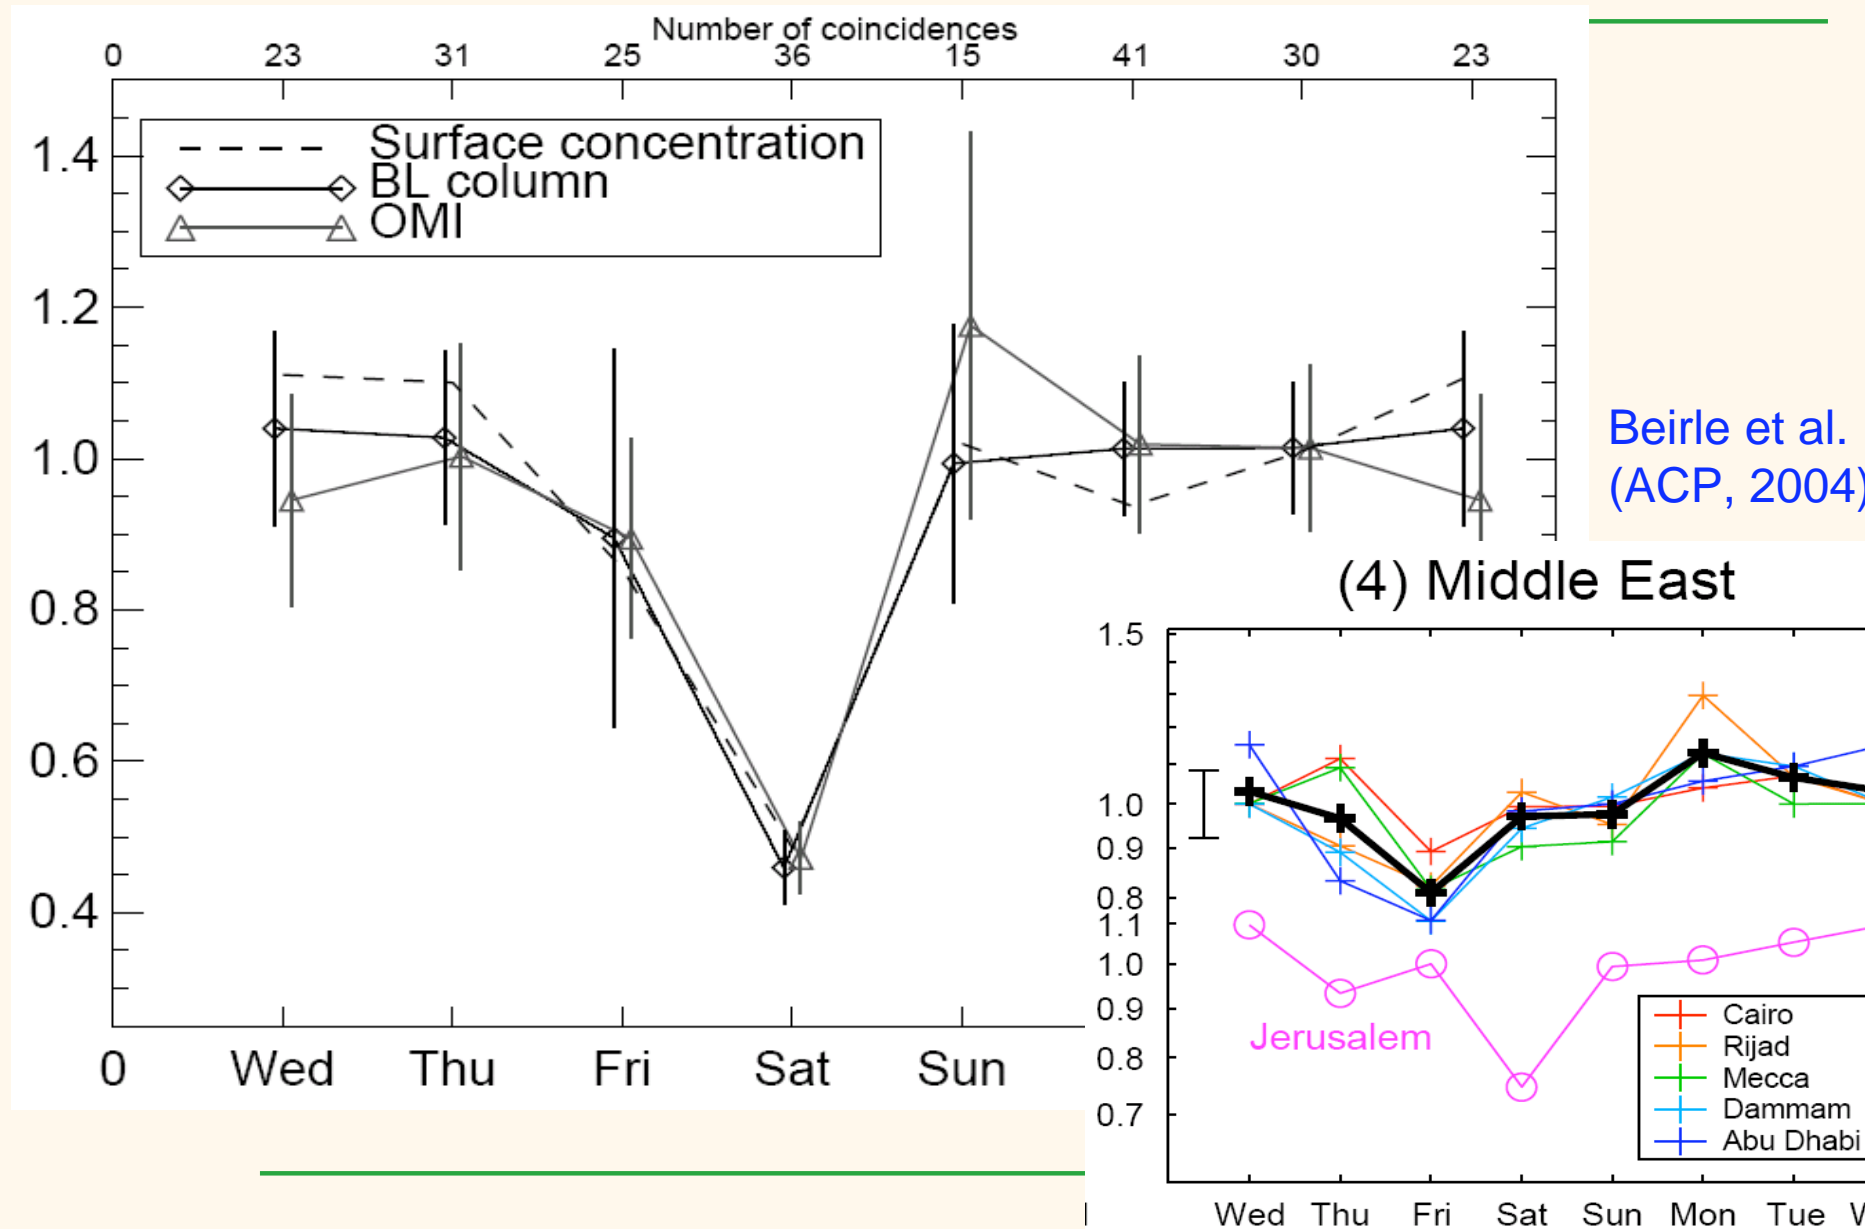 Number of coincidences
0 23 31 25 36 15 41 30 23
Surface concentration
BL column
OMI
1.4
1.2
1.0
0.8
0.6
0.4
0 Wed Thu Fri Sat Sun
Beirle et al.
(ACP, 2004)
(4) Middle East
1.5
1.0
0.9
0.8
1.1
1.0
0.9
0.8
0.7
Jerusalem
Cairo
Rijad
Mecca
Dammam
Abu Dhabi
Wed Thu Fri Sat Sun Mon Tue